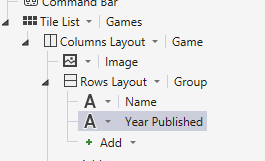 Command Bar
Tile List | Games
Columns Layout | Game
Image
Rows Layout | Group
A | Name
A | Year Published
+ Add